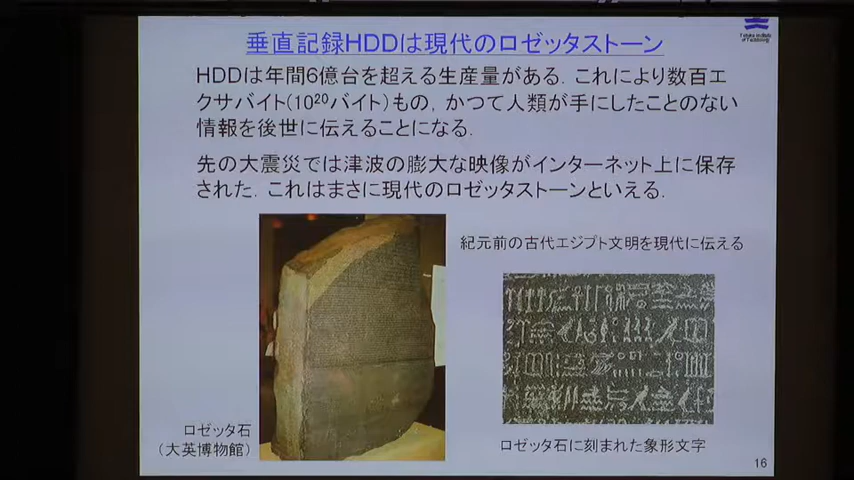 垂直記録HDDは現代のロゼッタストーン
HDDは年間6億台を超える生産量がある．これにより数百エ
クサバイト(10²⁰バイト)もの，かつて人類が手にしたことのない
情報を後世に伝えることになる．
先の大震災では津波の膨大な映像がインターネット上に保存
された．これはまさに現代のロゼッタストーンといえる．
紀元前の古代エジプト文明を現代に伝える
ロゼッタ石
（大英博物館）
ロゼッタ石に刻まれた象形文字
16